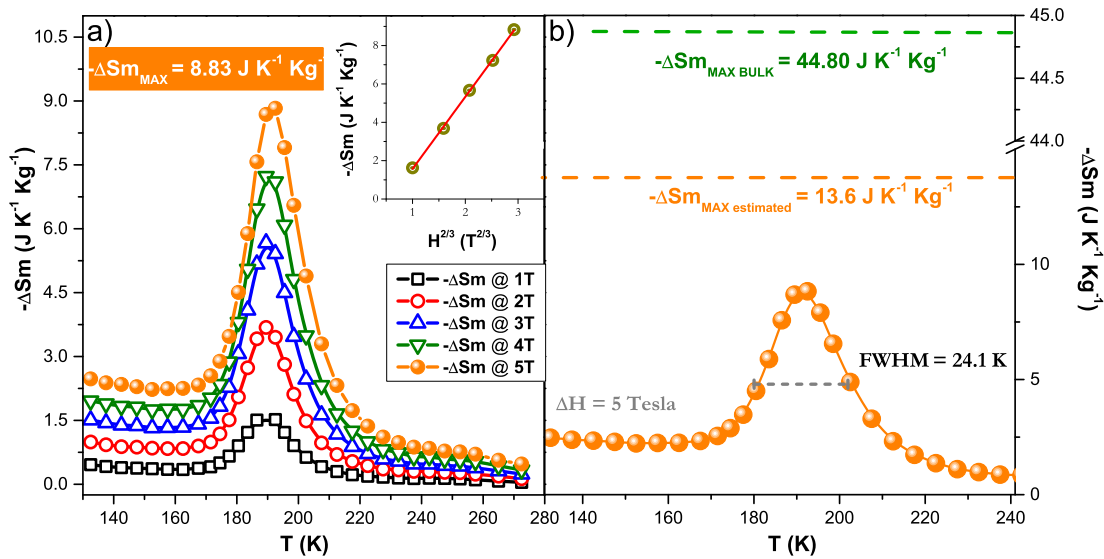 a)
-ΔSm_MAX = 8.83 J K⁻¹ Kg⁻¹
-ΔSm (J K⁻¹ Kg⁻¹)
10.5
9.0
7.5
6.0
4.5
3.0
1.5
0.0
140 160 180 200 220 240 260 280
T (K)
-ΔSm (J K⁻¹ Kg⁻¹)
8
6
4
2
0
1 2 3
H²ᐟ³ (T²ᐟ³)
-ΔSm @ 1T
-ΔSm @ 2T
-ΔSm @ 3T
-ΔSm @ 4T
-ΔSm @ 5T
b)
-ΔSm_MAX BULK = 44.80 J K⁻¹ Kg⁻¹
-ΔSm_MAX estimated = 13.6 J K⁻¹ Kg⁻¹
FWHM = 24.1 K
ΔH = 5 Tesla
45.0
44.5
44.0
10
5
0
-ΔSm (J K⁻¹ Kg⁻¹)
140 160 180 200 220 240
T (K)